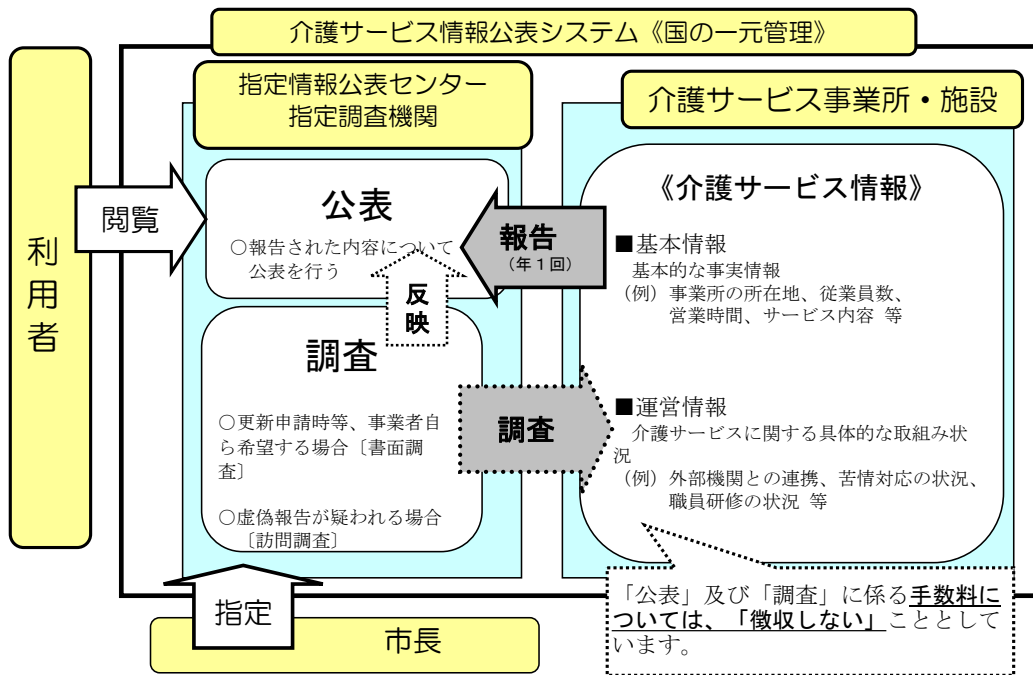 介護サービス情報公表システム《国の一元管理》
利用者
指定情報公表センター
指定調査機関
介護サービス事業所・施設
閲覧
公表
○報告された内容について
公表を行う
報告
（年１回）
反映
調査
○更新申請時等、事業者自
ら希望する場合〔書面調
査〕
○虚偽報告が疑われる場合
〔訪問調査〕
調査
《介護サービス情報》
■基本情報
基本的な事実情報
（例）事業所の所在地、従業員数、
営業時間、サービス内容 等
■運営情報
介護サービスに関する具体的な取組み状
況
（例）外部機関との連携、苦情対応の状況、
職員研修の状況 等
「公表」及び「調査」に係る手数料に
ついては、「徴収しない」こととして
います。
指定
市長